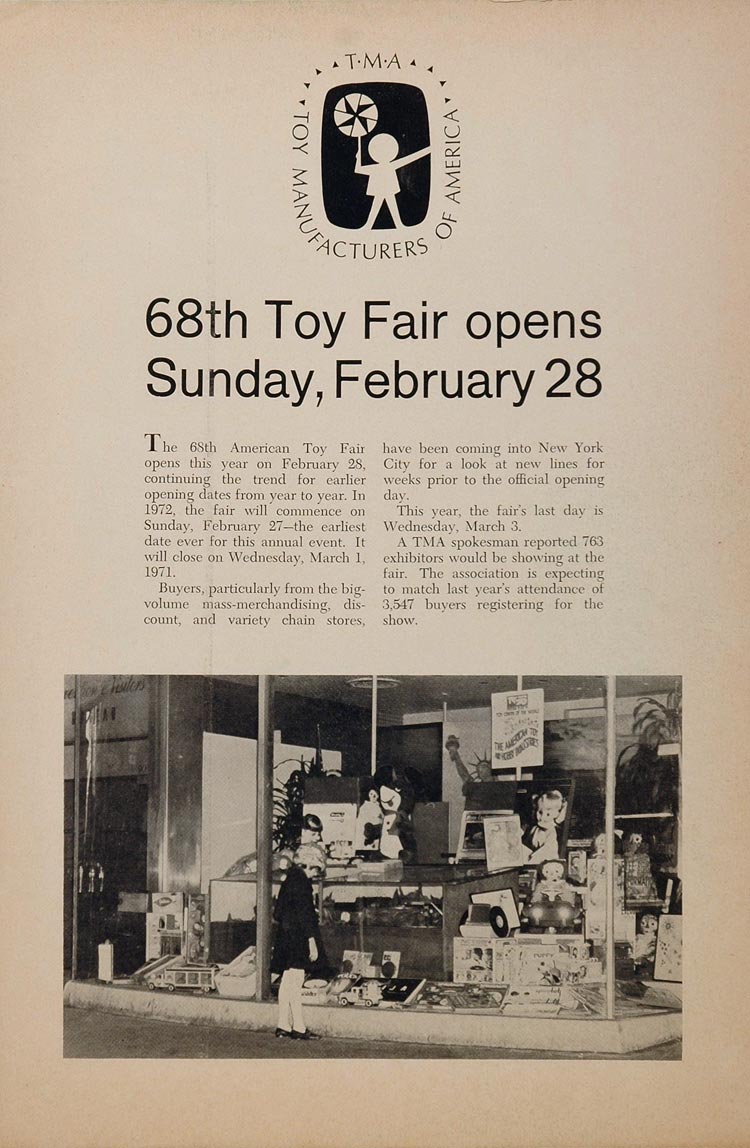 T·M·A
TOY MANUFACTURERS OF AMERICA
68th Toy Fair opens
Sunday, February 28
The 68th American Toy Fair
opens this year on February 28,
continuing the trend for earlier
opening dates from year to year. In
1972, the fair will commence on
Sunday, February 27—the earliest
date ever for this annual event. It
will close on Wednesday, March 1,
1971.
Buyers, particularly from the big-
volume mass-merchandising, dis-
count, and variety chain stores,
have been coming into New York
City for a look at new lines for
weeks prior to the official opening
day.
This year, the fair's last day is
Wednesday, March 3.
A TMA spokesman reported 763
exhibitors would be showing at the
fair. The association is expecting
to match last year's attendance of
3,547 buyers registering for the
show.
THE AMERICAN TOY
AND HOBBY INDUSTRIES